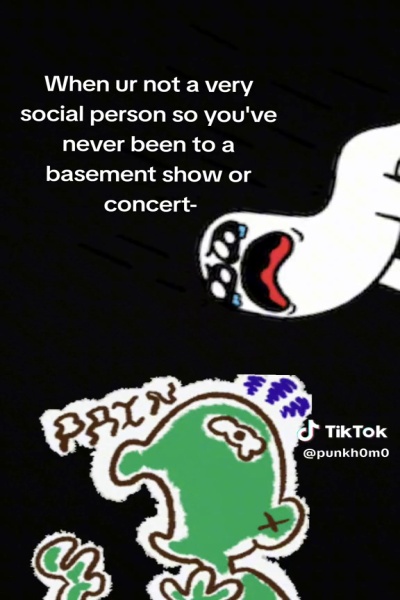 When ur not a very
social person so you've
never been to a
basement show or
concert-
PAIN
TikTok
@punkh0m0